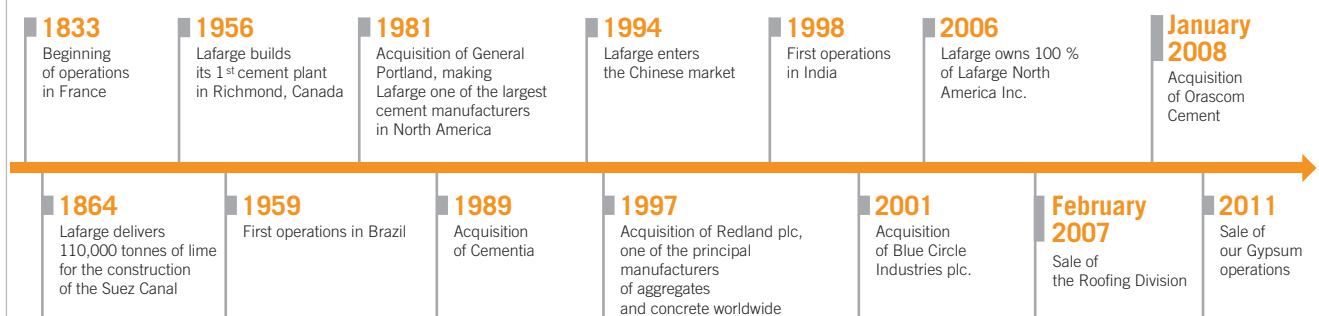 1833
Beginning
of operations
in France
1956
Lafarge builds
its 1st cement plant
in Richmond, Canada
1981
Acquisition of General
Portland, making
Lafarge one of the largest
cement manufacturers
in North America
1994
Lafarge enters
the Chinese market
1998
First operations
in India
2006
Lafarge owns 100 %
of Lafarge North
America Inc.
January
2008
Acquisition
of Orascom
Cement
1864
Lafarge delivers
110,000 tonnes of lime
for the construction
of the Suez Canal
1959
First operations in Brazil
1989
Acquisition
of Cementia
1997
Acquisition of Redland plc,
one of the principal
manufacturers
of aggregates
and concrete worldwide
2001
Acquisition
of Blue Circle
Industries plc.
February
2007
Sale of
the Roofing Division
2011
Sale of
our Gypsum
operations